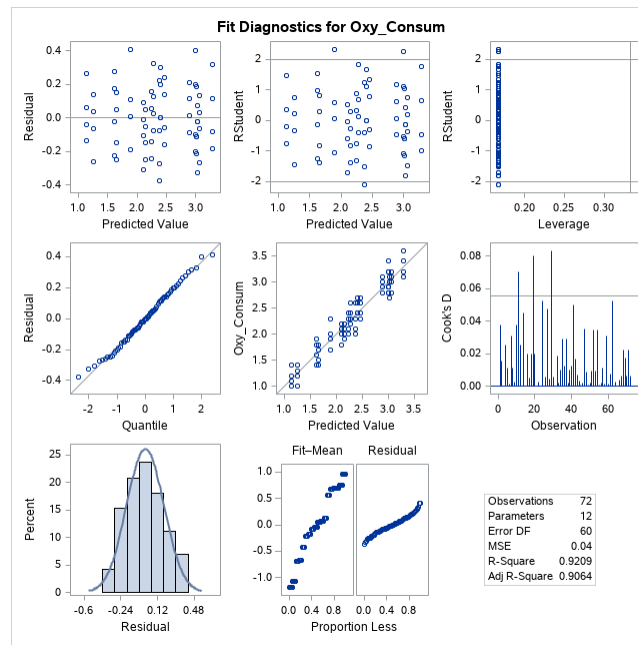 Fit Diagnostics for Oxy_Consum
0.4
0.2
0.0
-0.2
-0.4
Residual
1.0 1.5 2.0 2.5 3.0
Predicted Value
2
1
0
-1
-2
RStudent
1.0 1.5 2.0 2.5 3.0
Predicted Value
2
1
0
-1
-2
RStudent
0.20 0.30
Leverage
0.4
0.2
0.0
-0.2
-0.4
Residual
-2 -1 0 1 2
Quantile
3.5
3.0
2.5
2.0
1.5
1.0
Oxy_Consum
1.0 1.5 2.0 2.5 3.0 3.5
Predicted Value
0.08
0.06
0.04
0.02
0.00
Cook's D
0 20 40 60
Observation
25
20
15
10
5
0
Percent
-0.6 -0.24 0.12 0.48
Residual
Fit–Mean Residual
1.0
0.5
0.0
-0.5
-1.0
0.0 0.4 0.8 0.0 0.4 0.8
Proportion Less
Observations 72
Parameters 12
Error DF 60
MSE 0.04
R-Square 0.9209
Adj R-Square 0.9064